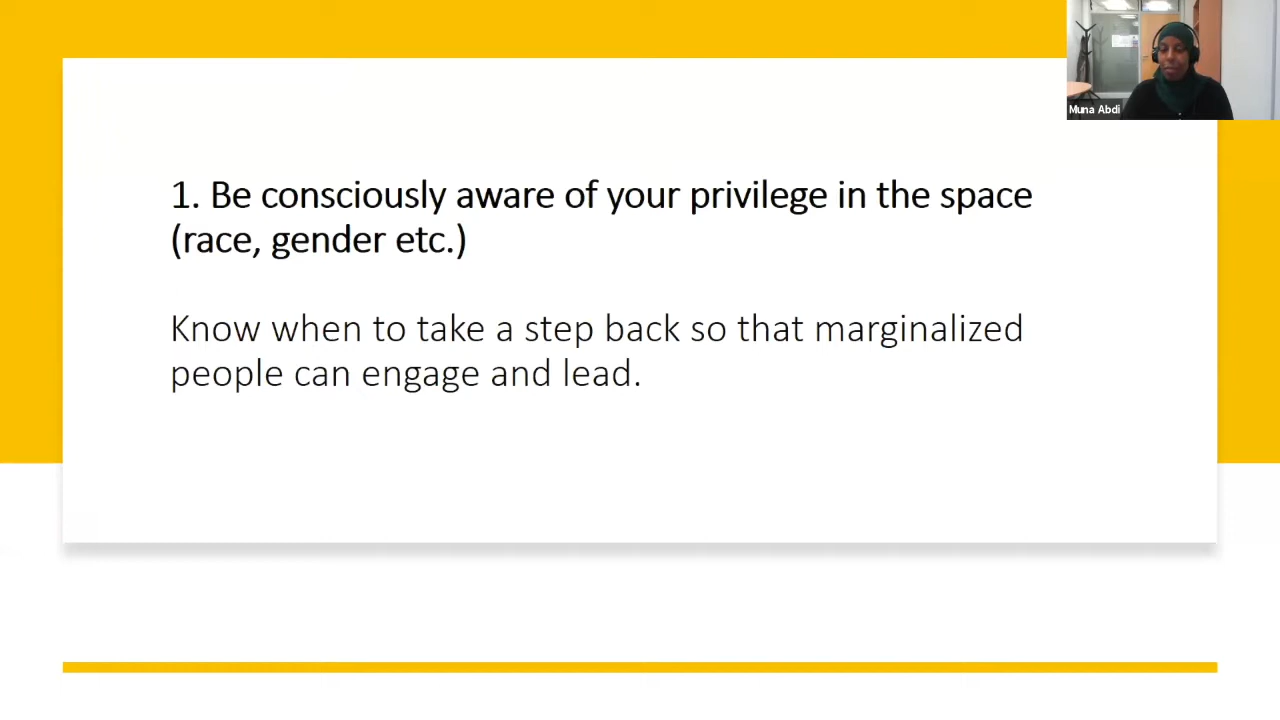 Muna Abdi
1. Be consciously aware of your privilege in the space
(race, gender etc.)
Know when to take a step back so that marginalized
people can engage and lead.